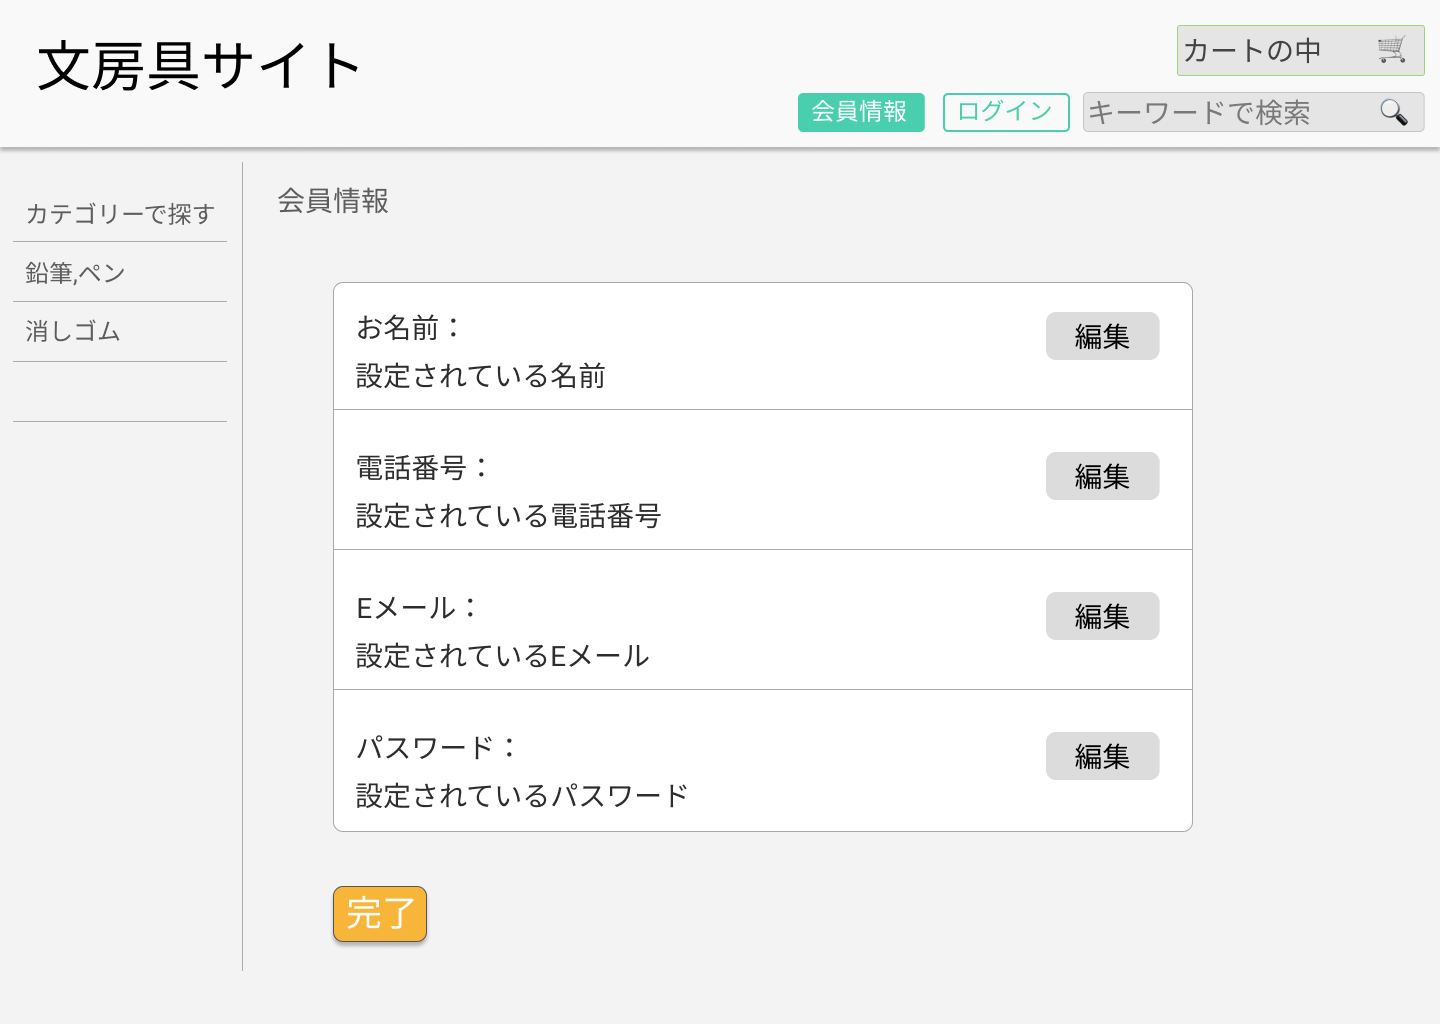 文房具サイト
カートの中
会員情報
ログイン
キーワードで検索
カテゴリーで探す
鉛筆,ペン
消しゴム
会員情報
お名前：
編集
設定されている名前
電話番号：
編集
設定されている電話番号
Eメール：
編集
設定されているEメール
パスワード：
編集
設定されているパスワード
完了